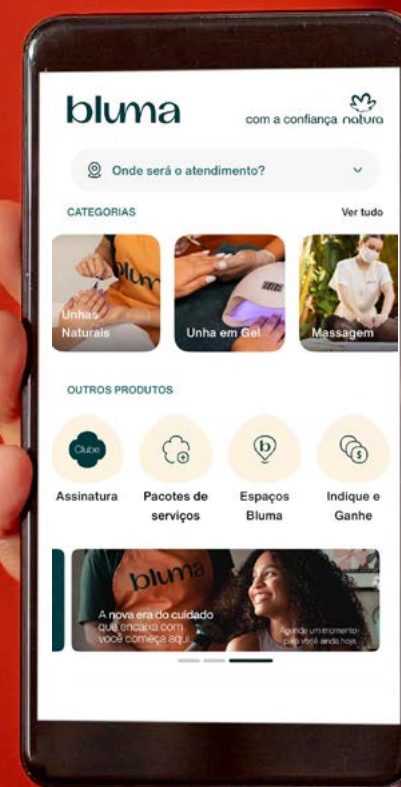 bluma
com a confiança natura
Onde será o atendimento?
CATEGORIAS
Ver tudo
bluma
Unhas
Naturais
Unha em Gel
Massagem
OUTROS PRODUTOS
Clube
b
$
Assinatura
Pacotes de
serviços
Espaços
Bluma
Indique e
Ganhe
bluma
A nova era do cuidado
que encaixa com
você começa aqui.
Agende um momento
para você ainda hoje.